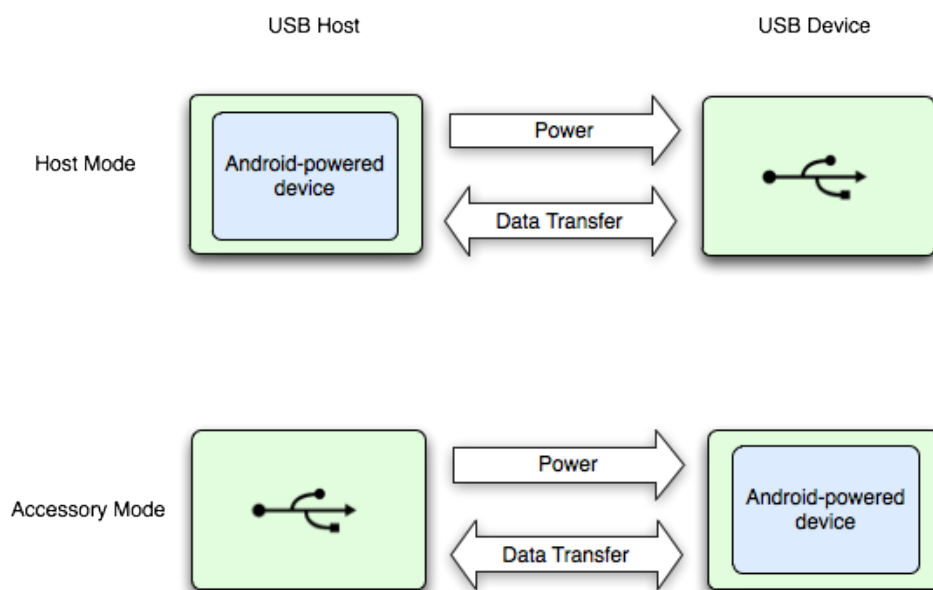 USB Host
USB Device
Host Mode
Android-powered
device
Power
Data Transfer
Accessory Mode
Power
Data Transfer
Android-powered
device